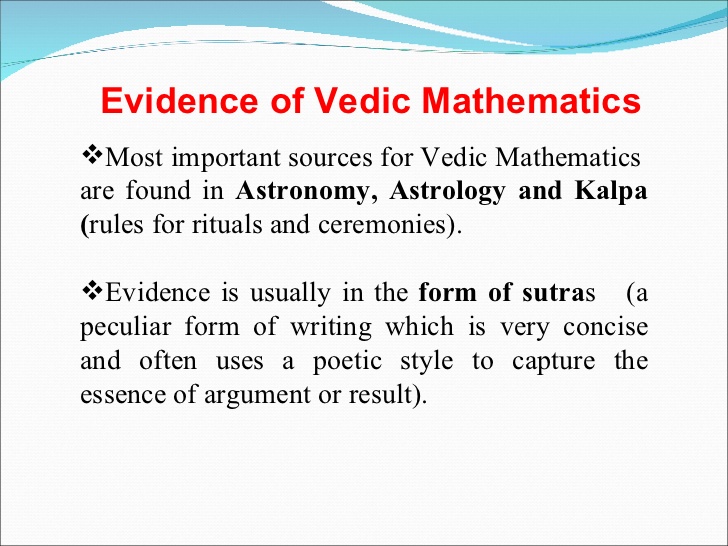 Evidence of Vedic Mathematics
❖Most important sources for Vedic Mathematics
are found in Astronomy, Astrology and Kalpa
(rules for rituals and ceremonies).
❖Evidence is usually in the form of sutras (a
peculiar form of writing which is very concise
and often uses a poetic style to capture the
essence of argument or result).